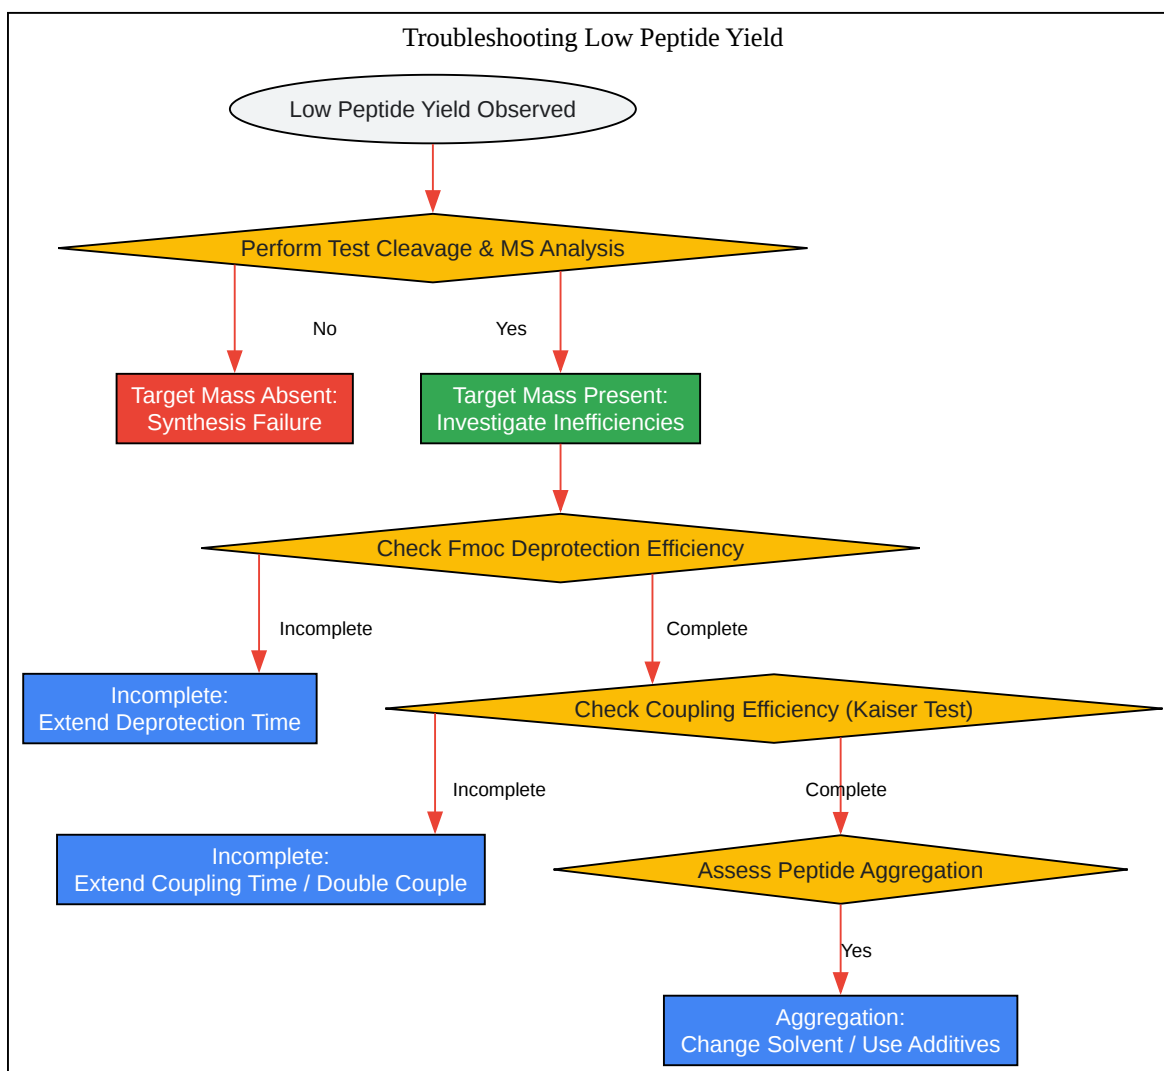 Troubleshooting Low Peptide Yield
Low Peptide Yield Observed
Perform Test Cleavage & MS Analysis
No
Yes
Target Mass Absent:
Synthesis Failure
Target Mass Present:
Investigate Inefficiencies
Check Fmoc Deprotection Efficiency
Incomplete
Complete
Incomplete:
Extend Deprotection Time
Check Coupling Efficiency (Kaiser Test)
Incomplete
Complete
Incomplete:
Extend Coupling Time / Double Couple
Assess Peptide Aggregation
Yes
Aggregation:
Change Solvent / Use Additives